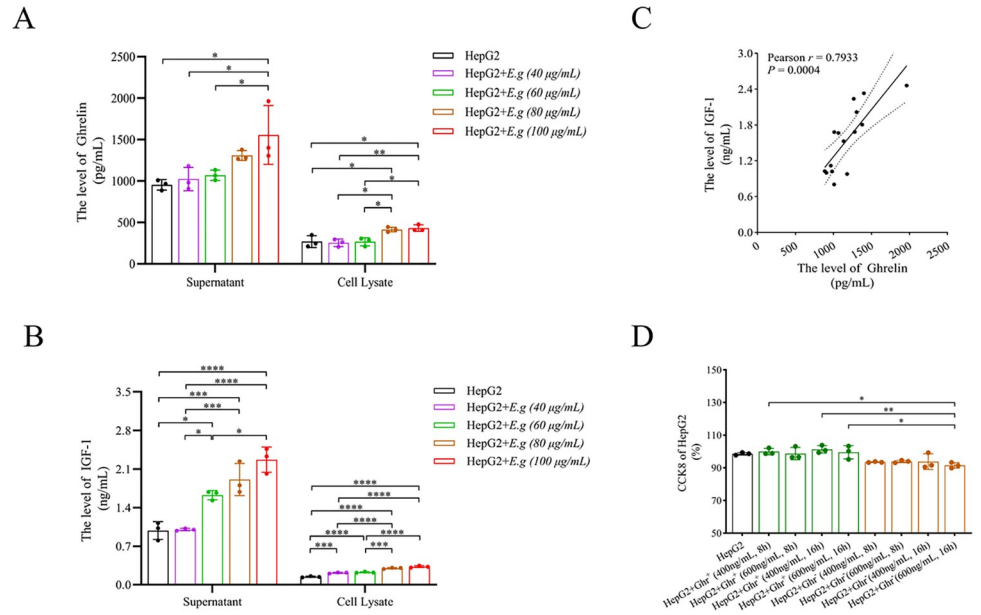 A
The level of Ghrelin
(pg/mL)
2500
2000
1500
1000
500
0
*
*
*
*
**
*
*
*
*
Supernatant
Cell Lysate
HepG2
HepG2+E.g (40 μg/mL)
HepG2+E.g (60 μg/mL)
HepG2+E.g (80 μg/mL)
HepG2+E.g (100 μg/mL)
C
Pearson r = 0.7933
P = 0.0004
The level of IGF-1
(ng/mL)
3.0
2.4
1.8
1.2
0.6
0.0
0
500
1000
1500
2000
2500
The level of Ghrelin
(pg/mL)
B
The level of IGF-1
(ng/mL)
3.5
2.8
2.1
1.4
0.7
0.0
****
****
***
***
*
*
*
****
****
****
****
****
****
***
***
Supernatant
Cell Lysate
HepG2
HepG2+E.g (40 μg/mL)
HepG2+E.g (60 μg/mL)
HepG2+E.g (80 μg/mL)
HepG2+E.g (100 μg/mL)
D
CCK8 of HepG2
(%)
150
130
110
90
70
50
*
**
*
HepG2
HepG2+Ghr⁺ (400ng/mL, 8h)
HepG2+Ghr⁺ (600ng/mL, 8h)
HepG2+Ghr⁺ (400ng/mL, 16h)
HepG2+Ghr⁺ (600ng/mL, 16h)
HepG2+Ghr⁻(400ng/mL, 8h)
HepG2+Ghr⁻(600ng/mL, 8h)
HepG2+Ghr⁻(400ng/mL, 16h)
HepG2+Ghr⁻(600ng/mL, 16h)